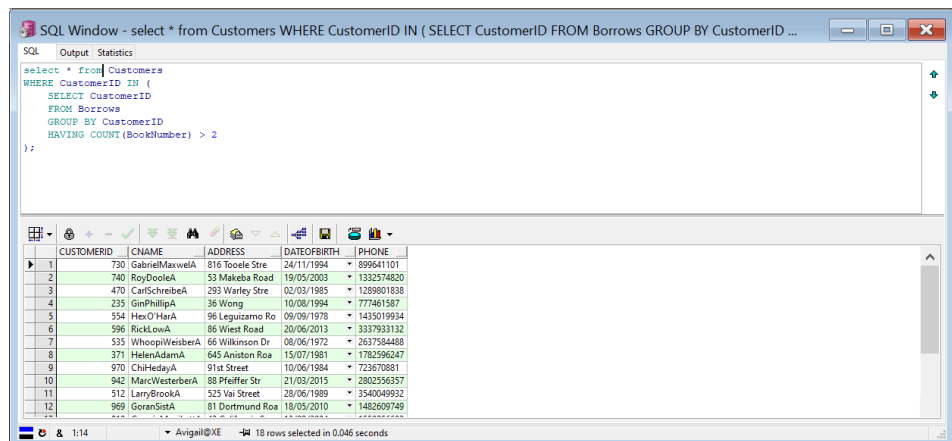 SQL Window - select * from Customers WHERE CustomerID IN ( SELECT CustomerID FROM Borrows GROUP BY CustomerID ...
SQL Output Statistics
select * from Customers
WHERE CustomerID IN (
SELECT CustomerID
FROM Borrows
GROUP BY CustomerID
HAVING COUNT(BookNumber) > 2
);
CUSTOMERID CNAME ADDRESS DATEOFBIRTH PHONE
1 730 GabrielMaxwelA 816 Tooele Stre 24/11/1994 899641101
2 740 RoyDooleA 53 Makeba Road 19/05/2003 1332574820
3 470 CarlSchreibeA 293 Warley Stre 02/03/1985 1289801838
4 235 GinPhillipA 36 Wong 10/08/1994 777461587
5 554 HexO'HarA 96 Leguizamo Ro 09/09/1978 1435019934
6 596 RickLowA 86 Wiest Road 20/06/2013 3337933132
7 535 WhoopiWeisberA 66 Wilkinson Dr 08/06/1972 2637584488
8 371 HelenAdamA 645 Aniston Roa 15/07/1981 1782596247
9 970 ChiHedayA 91st Street 10/06/1984 723670881
10 942 MarcWesterberA 88 Pfeiffer Str 21/03/2015 2802556357
11 512 LarryBrookA 525 Vai Street 28/06/1989 3540049932
12 969 GoranSistA 81 Dortmund Roa 18/05/2010 1482609749
& 1:14 Avigail@XE 18 rows selected in 0.046 seconds